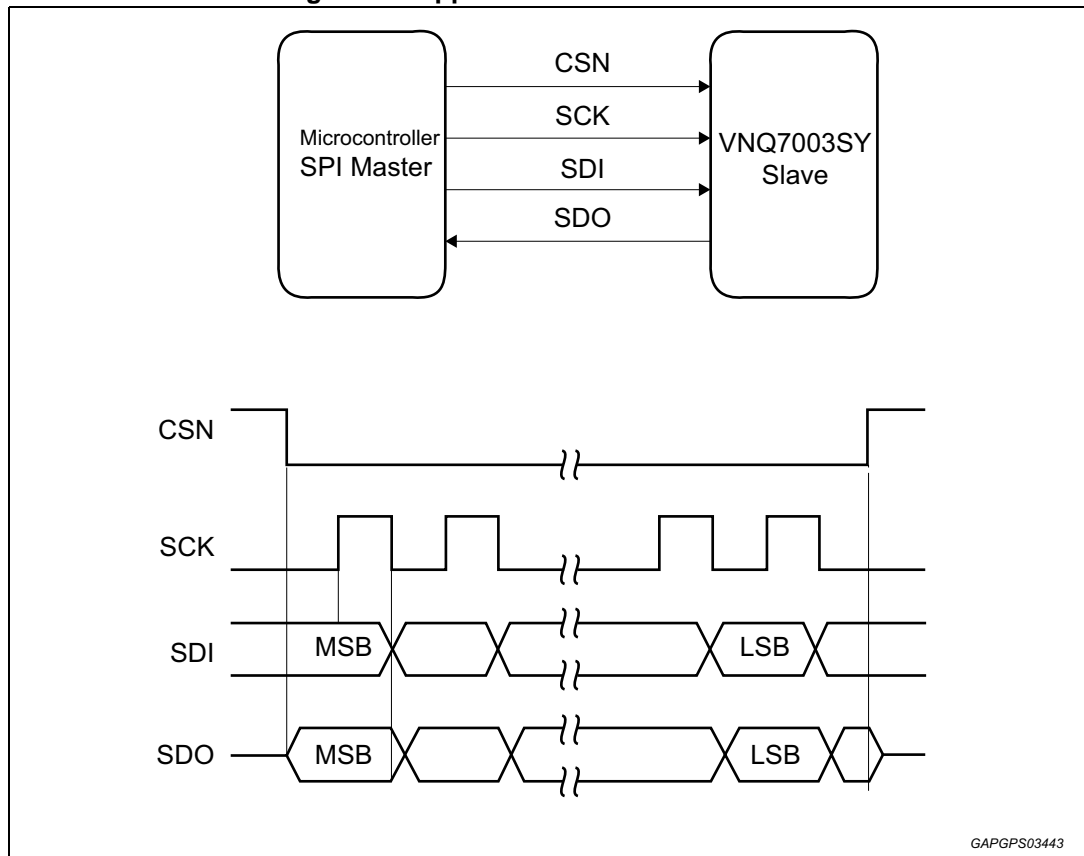 CSN
SCK
SDI
SDO
Microcontroller
SPI Master
VNQ7003SY
Slave
CSN
SCK
SDI
MSB
LSB
SDO
MSB
LSB
GAPGPS03443